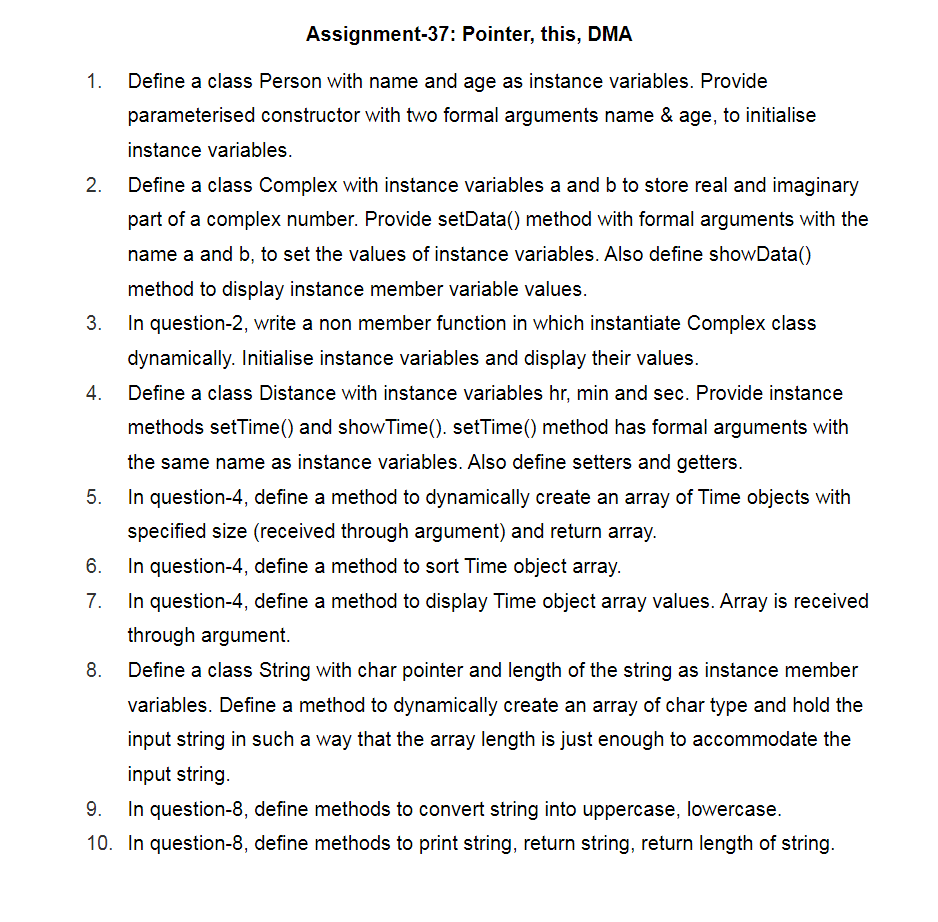 Assignment-37: Pointer, this, DMA
1. Define a class Person with name and age as instance variables. Provide
parameterised constructor with two formal arguments name & age, to initialise
instance variables.
2. Define a class Complex with instance variables a and b to store real and imaginary
part of a complex number. Provide setData() method with formal arguments with the
name a and b, to set the values of instance variables. Also define showData()
method to display instance member variable values.
3. In question-2, write a non member function in which instantiate Complex class
dynamically. Initialise instance variables and display their values.
4. Define a class Distance with instance variables hr, min and sec. Provide instance
methods setTime() and showTime(). setTime() method has formal arguments with
the same name as instance variables. Also define setters and getters.
5. In question-4, define a method to dynamically create an array of Time objects with
specified size (received through argument) and return array.
6. In question-4, define a method to sort Time object array.
7. In question-4, define a method to display Time object array values. Array is received
through argument.
8. Define a class String with char pointer and length of the string as instance member
variables. Define a method to dynamically create an array of char type and hold the
input string in such a way that the array length is just enough to accommodate the
input string.
9. In question-8, define methods to convert string into uppercase, lowercase.
10. In question-8, define methods to print string, return string, return length of string.